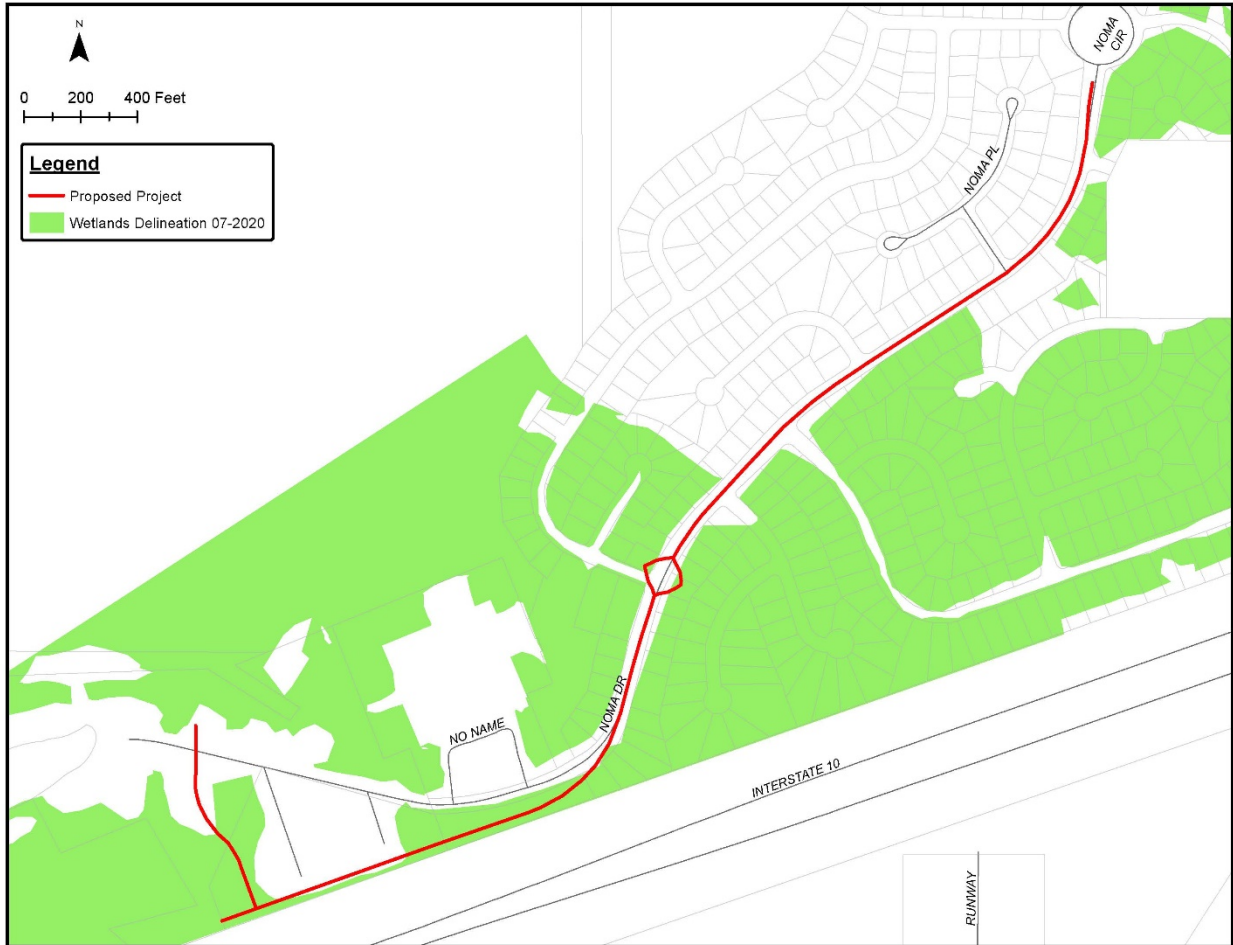 N
0 200 400 Feet
Legend
Proposed Project
Wetlands Delineation 07-2020
NOMA
CIR
NOMA PL
NOMA DR
NO NAME
INTERSTATE 10
RUNWAY